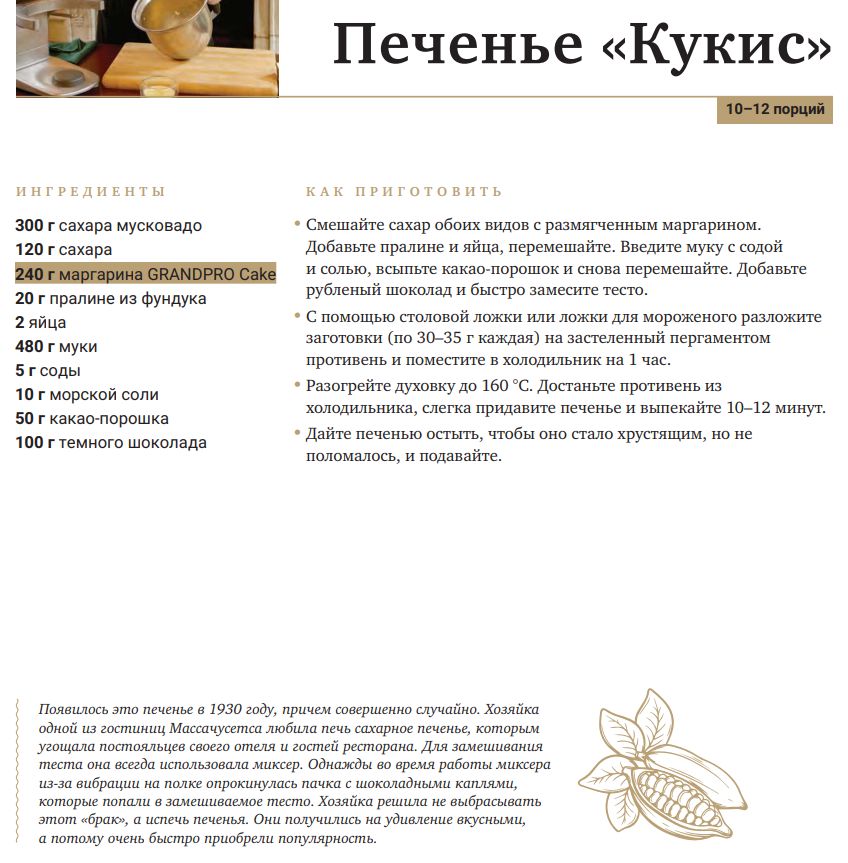 Печенье «Кукис»
10–12 порций
ИНГРЕДИЕНТЫ
300 г сахара мусковадо
120 г сахара
240 г маргарина GRANDPRO Cake
20 г пралине из фундука
2 яйца
480 г муки
5 г соды
10 г морской соли
50 г какао-порошка
100 г темного шоколада
КАК ПРИГОТОВИТЬ
• Смешайте сахар обоих видов с размягченным маргарином.
Добавьте пралине и яйца, перемешайте. Введите муку с содой
и солью, всыпьте какао-порошок и снова перемешайте. Добавьте
рубленый шоколад и быстро замесите тесто.
• С помощью столовой ложки или ложки для мороженого разложите
заготовки (по 30–35 г каждая) на застеленный пергаментом
противень и поместите в холодильник на 1 час.
• Разогрейте духовку до 160 °C. Достаньте противень из
холодильника, слегка придавите печенье и выпекайте 10–12 минут.
• Дайте печенью остыть, чтобы оно стало хрустящим, но не
поломалось, и подавайте.
Появилось это печенье в 1930 году, причем совершенно случайно. Хозяйка
одной из гостиниц Массачусетса любила печь сахарное печенье, которым
угощала постояльцев своего отеля и гостей ресторана. Для замешивания
теста она всегда использовала миксер. Однажды во время работы миксера
из-за вибрации на полке опрокинулась пачка с шоколадными каплями,
которые попали в замешиваемое тесто. Хозяйка решила не выбрасывать
этот «брак», а испечь печенья. Они получились на удивление вкусными,
а потому очень быстро приобрели популярность.